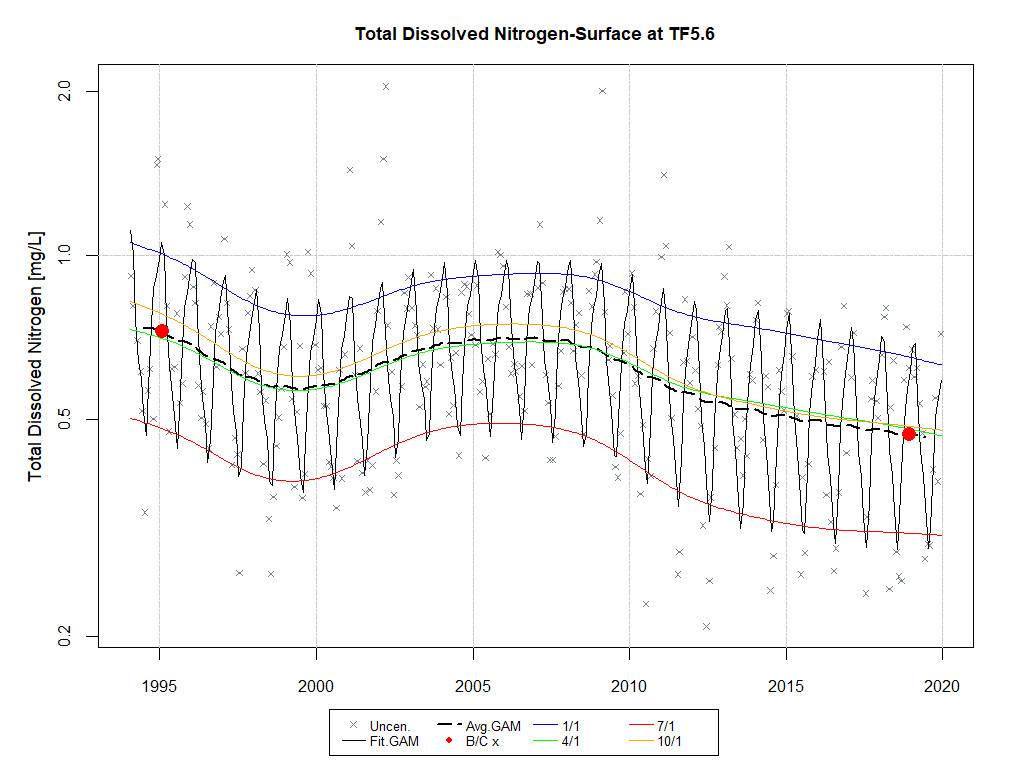 Total Dissolved Nitrogen-Surface at TF5.6
Total Dissolved Nitrogen [mg/L]
2.0
1.0
0.5
0.2
1995 2000 2005 2010 2015 2020
Uncen. Avg.GAM 1/1 7/1
Fit.GAM B/C x 4/1 10/1